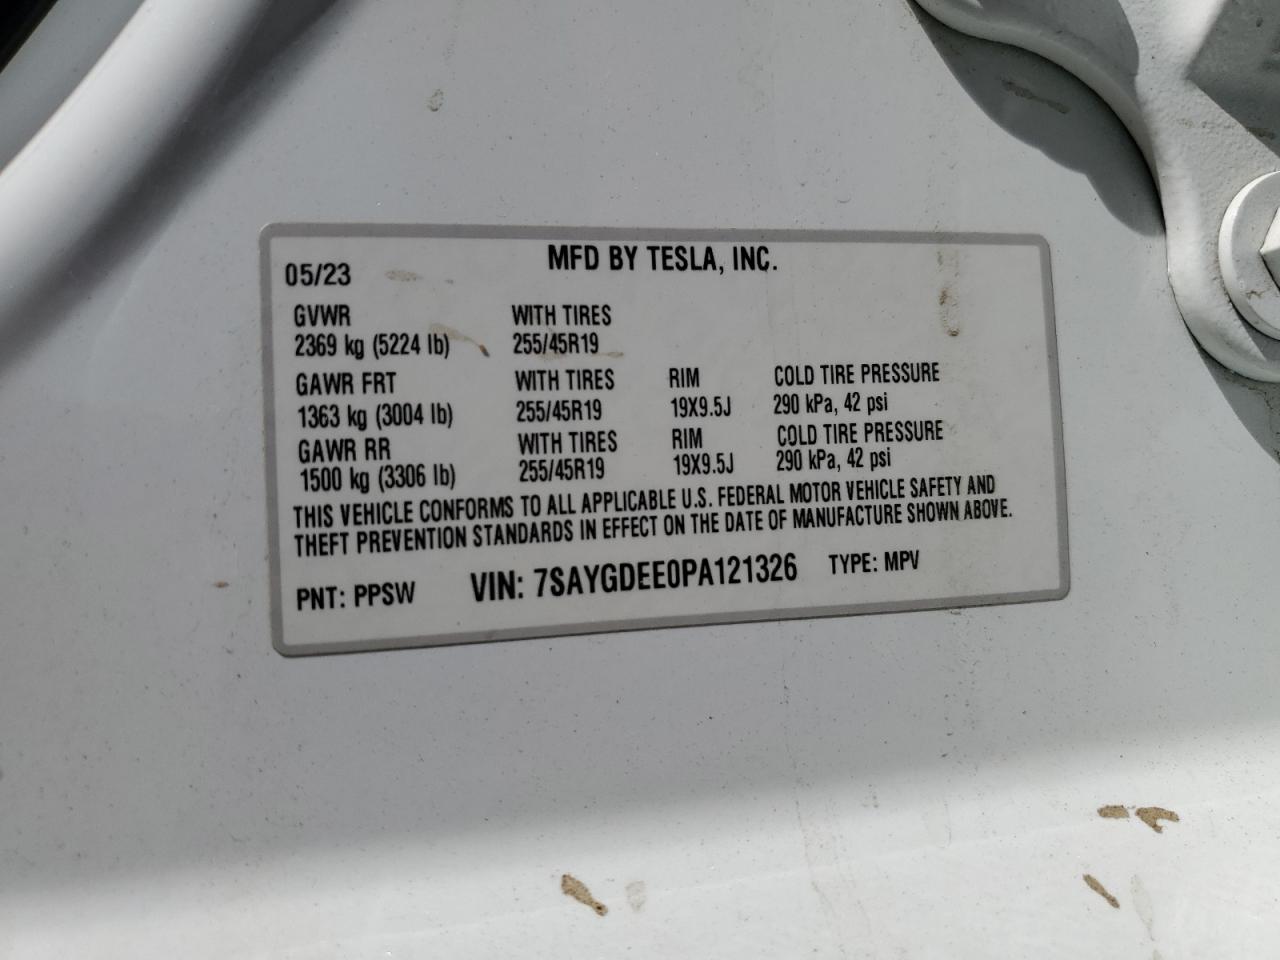 MFD BY TESLA, INC.
05/23
GVWR WITH TIRES
2369 kg (5224 lb) 255/45R19
GAWR FRT WITH TIRES RIM COLD TIRE PRESSURE
1363 kg (3004 lb) 255/45R19 19X9.5J 290 kPa, 42 psi
GAWR RR WITH TIRES RIM COLD TIRE PRESSURE
1500 kg (3306 lb) 255/45R19 19X9.5J 290 kPa, 42 psi
THIS VEHICLE CONFORMS TO ALL APPLICABLE U.S. FEDERAL MOTOR VEHICLE SAFETY AND
THEFT PREVENTION STANDARDS IN EFFECT ON THE DATE OF MANUFACTURE SHOWN ABOVE.
PNT: PPSW VIN: 7SAYGDEE0PA121326 TYPE: MPV